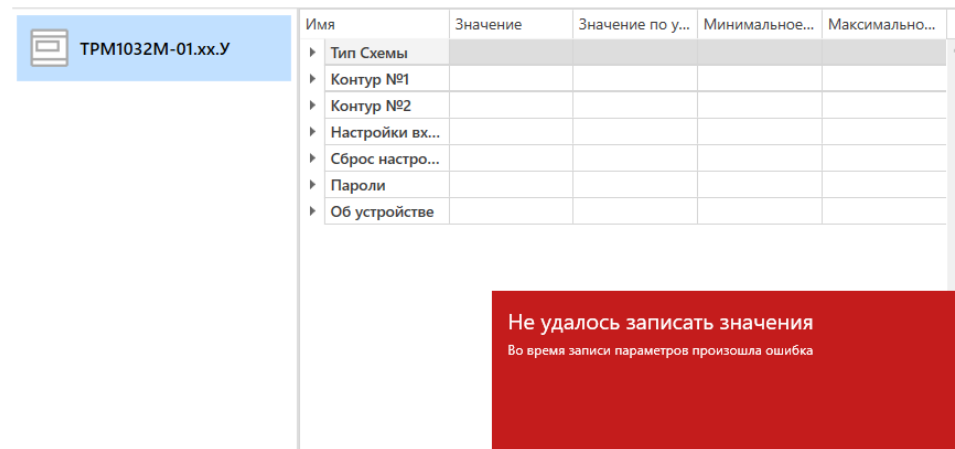 Имя Значение Значение по у... Минимальное... Максимально...
ТРМ1032М-01.хх.У
Тип Схемы
Контур №1
Контур №2
Настройки вх...
Сброс настро...
Пароли
Об устройстве
Не удалось записать значения
Во время записи параметров произошла ошибка